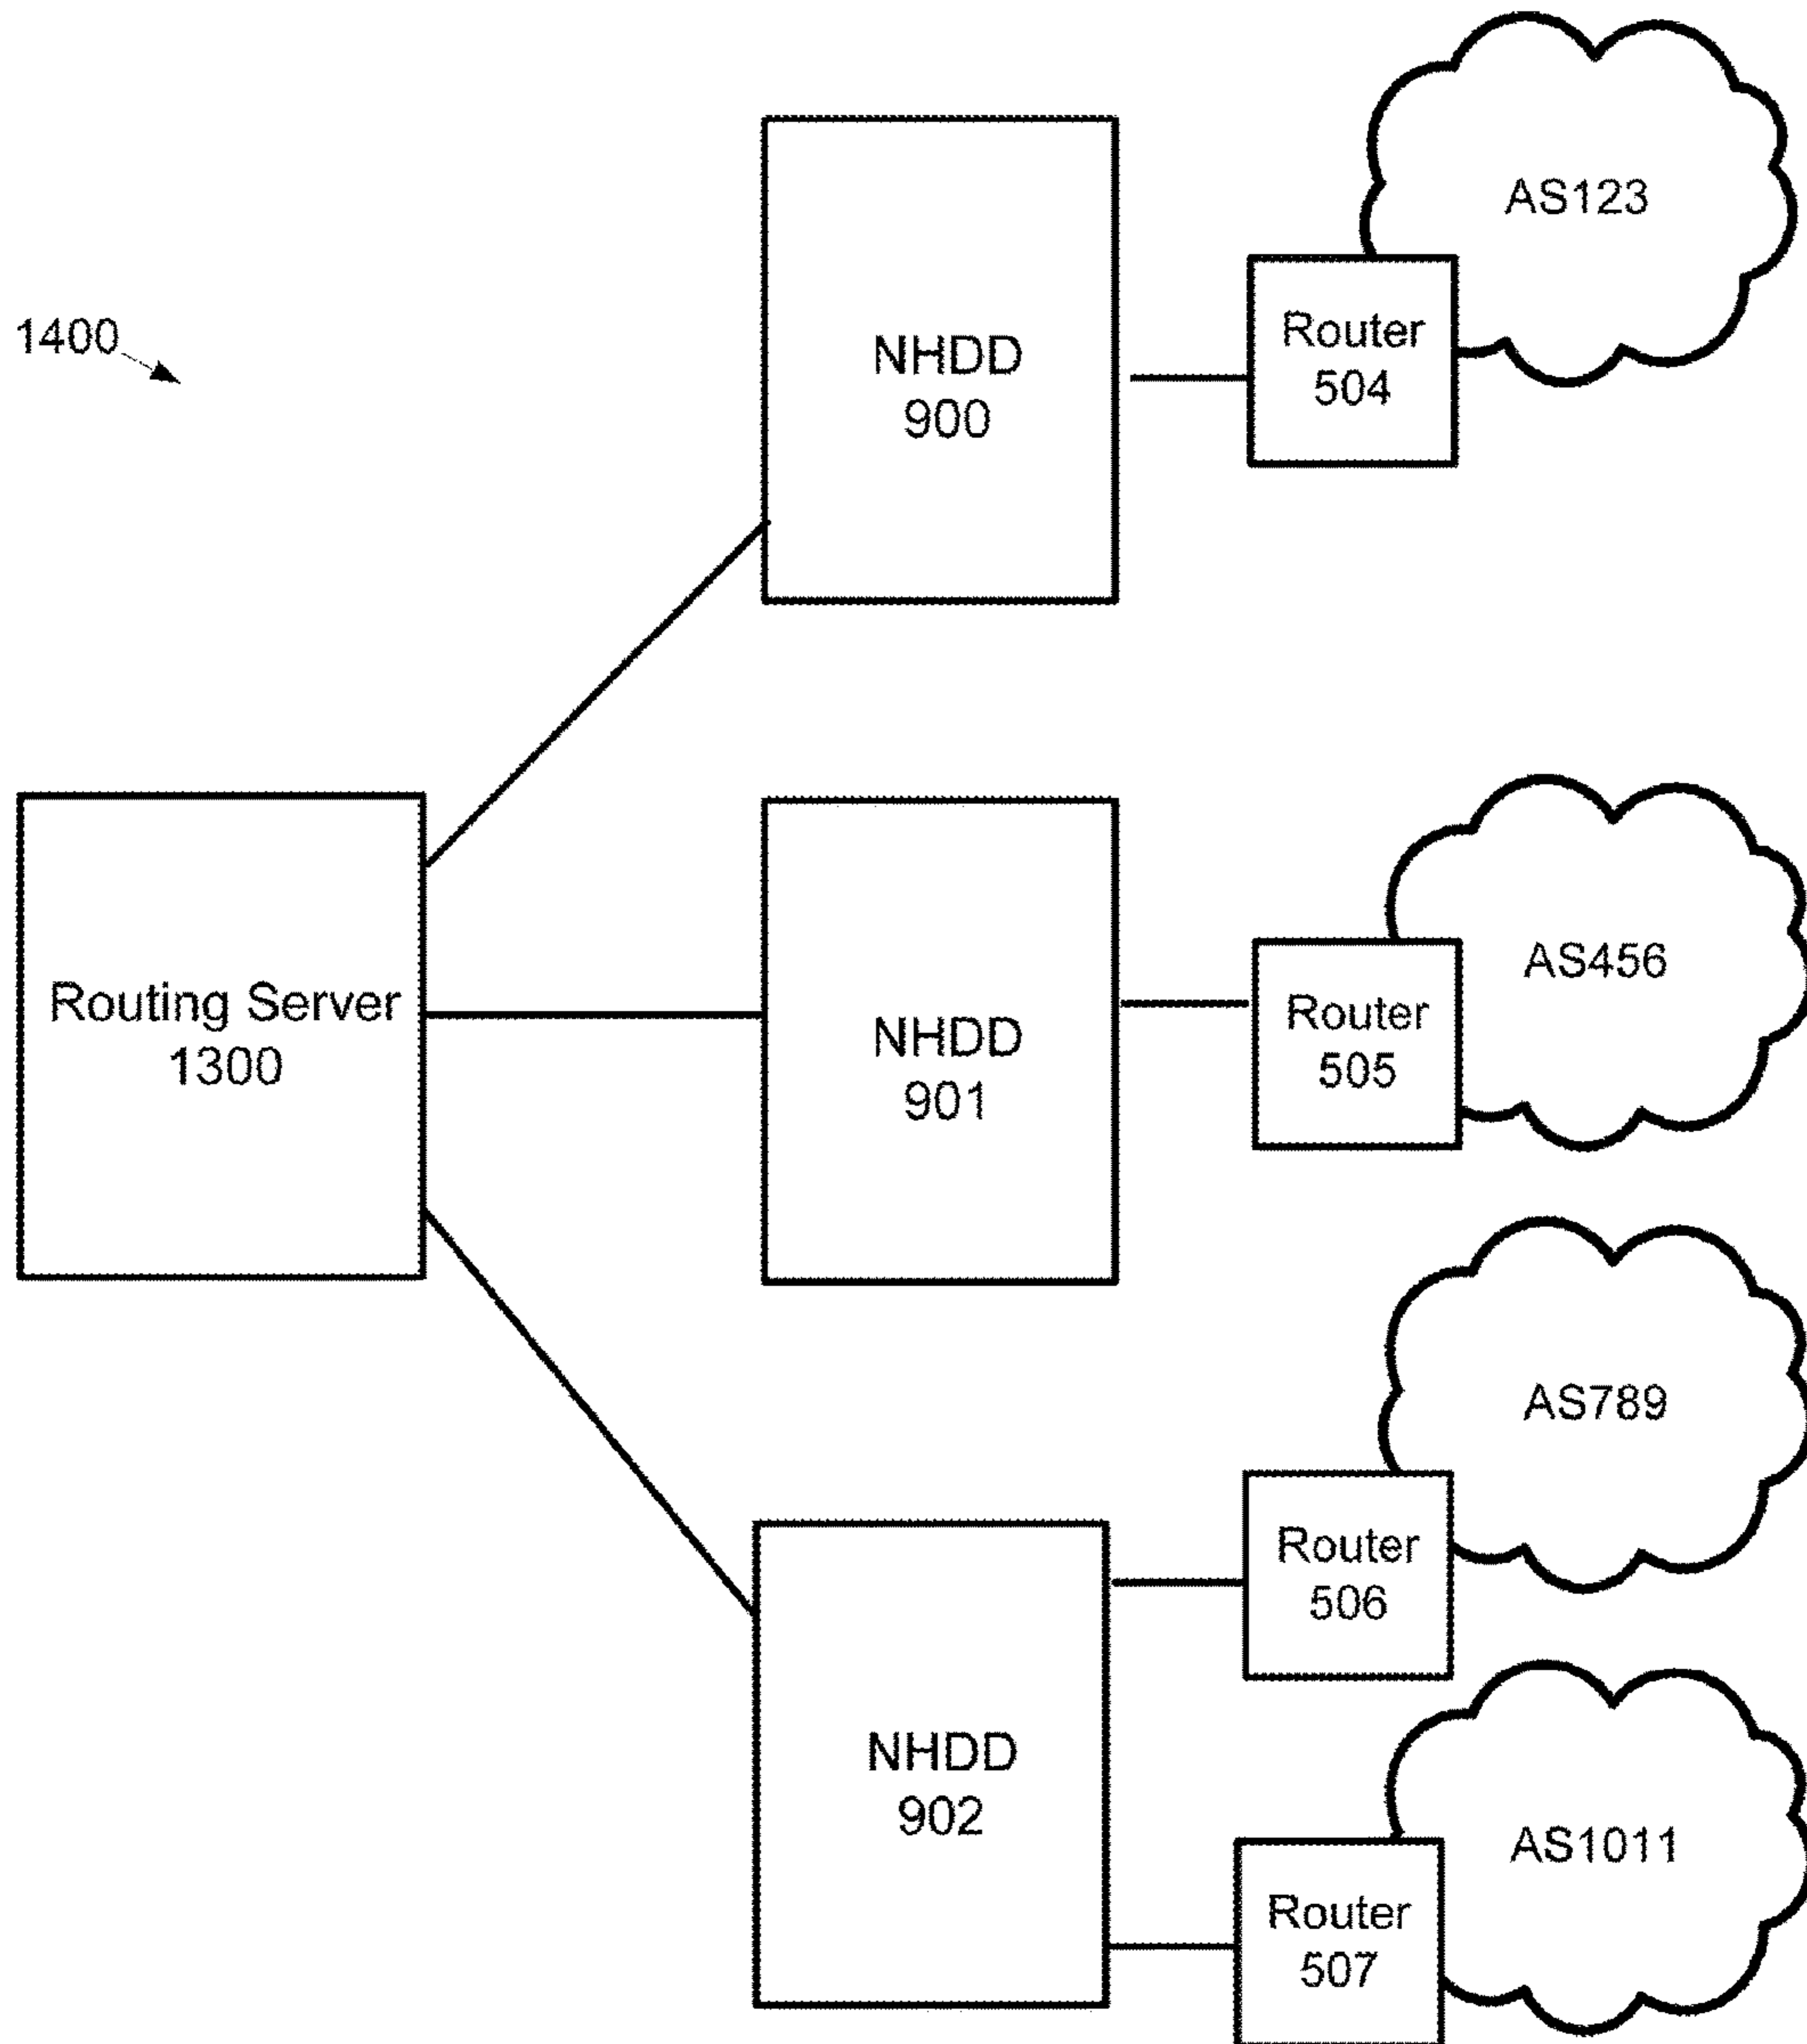 AS123
1400
NHDD
900
Router
504
Routing Server
1300
NHDD
901
AS456
Router
505
AS789
Router
506
NHDD
902
AS1011
Router
507